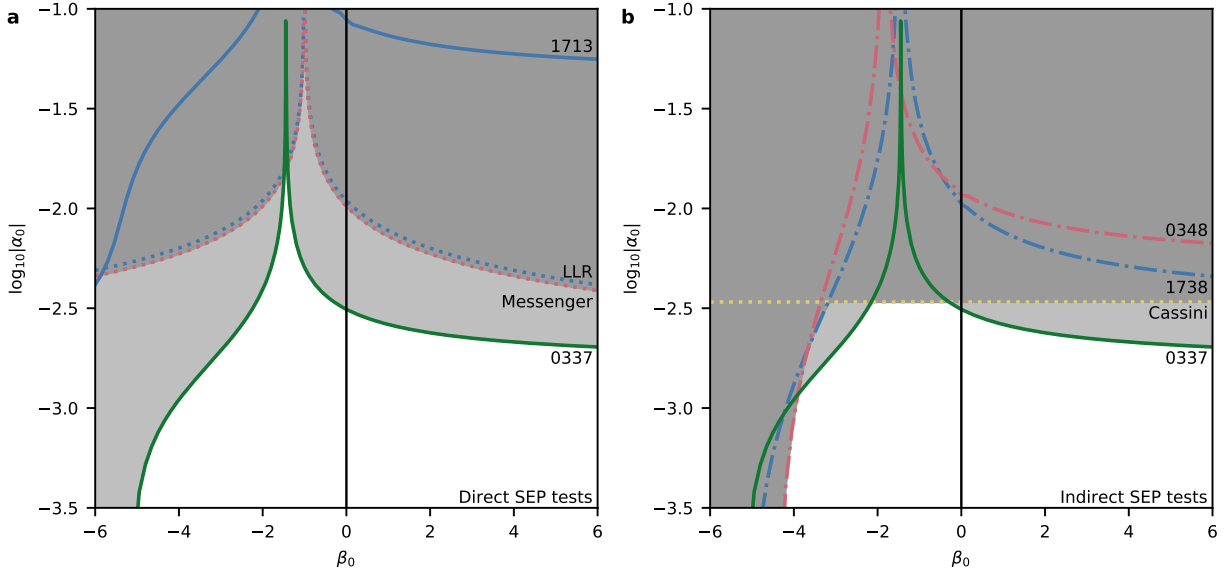 a
−1.0
−1.5
−2.0
−2.5
−3.0
−3.5
log₁₀|α₀|
1713
LLR
Messenger
0337
Direct SEP tests
−6
−4
−2
0
2
4
6
β₀
b
−1.0
−1.5
−2.0
−2.5
−3.0
−3.5
log₁₀|α₀|
0348
1738
Cassini
0337
Indirect SEP tests
−6
−4
−2
0
2
4
6
β₀